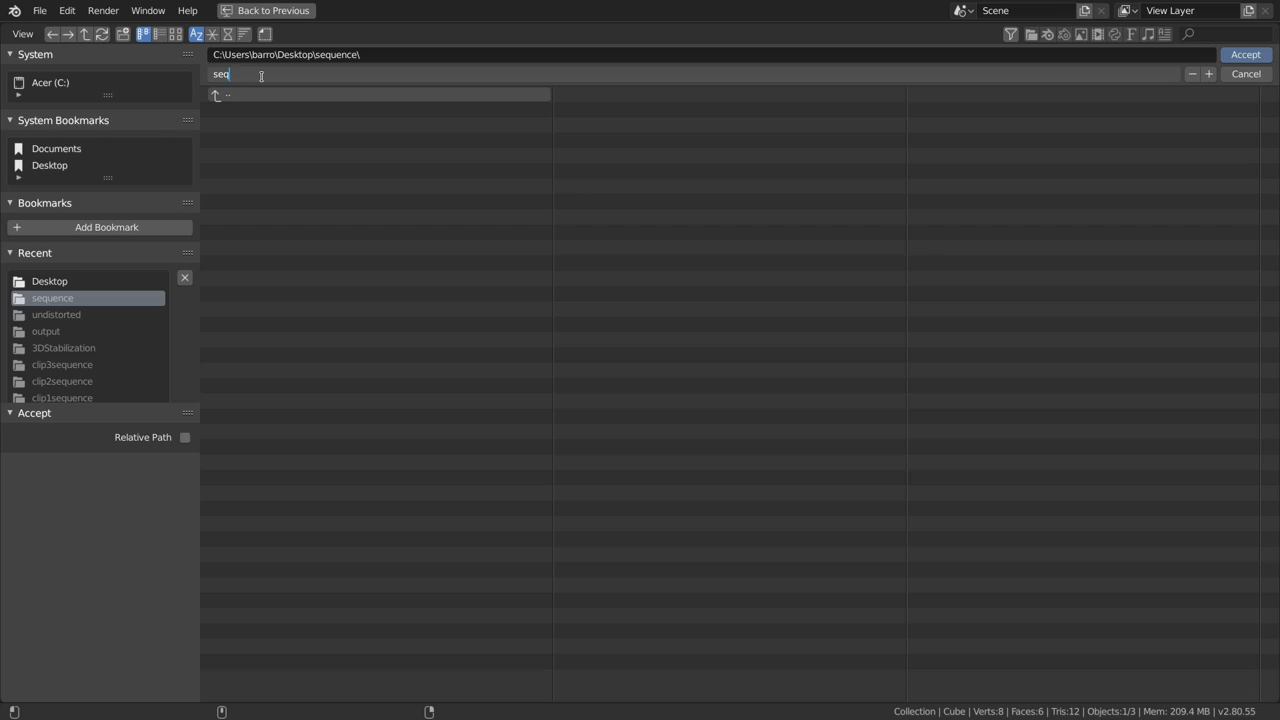 File Edit Render Window Help Back to Previous Scene View Layer
View
System
C:\Users\barro\Desktop\sequence\ Accept
seq Cancel
Acer (C:)
..
System Bookmarks
Documents
Desktop
Bookmarks
Add Bookmark
Recent
Desktop
sequence
undistorted
output
3DStabilization
clip3sequence
clip2sequence
clip1sequence
Accept
Relative Path
Collection | Cube | Verts:8 | Faces:6 | Tris:12 | Objects:1/3 | Mem: 209.4 MB | v2.80.55